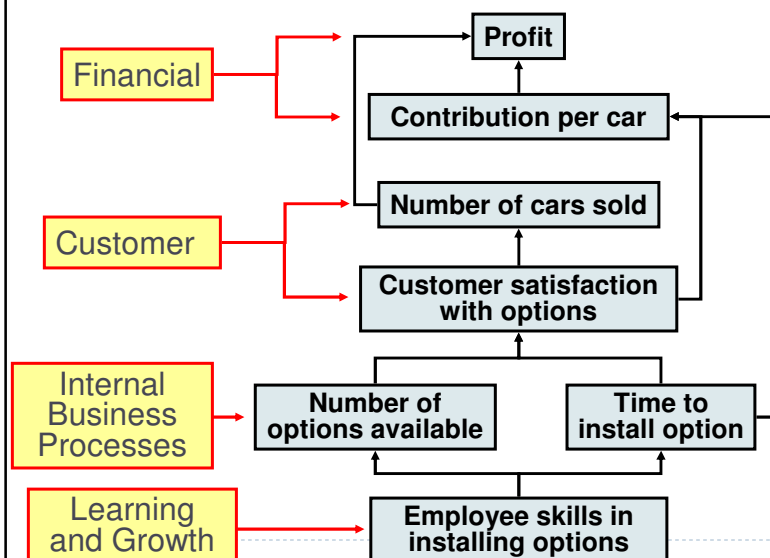 Profit
Financial
Contribution per car
Number of cars sold
Customer
Customer satisfaction
with options
Internal
Business
Processes
Number of
options available
Time to
install option
Learning
and Growth
Employee skills in
installing options